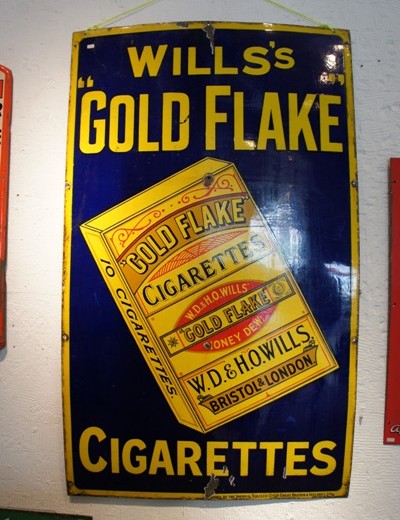 WILLS'S
"GOLD FLAKE"
"GOLD FLAKE"
CIGARETTES
W.D. & H.O. WILLS'
"GOLD FLAKE"
HONEY DEW
W.D. & H.O. WILLS.
BRISTOL & LONDON.
10 CIGARETTES.
CIGARETTES